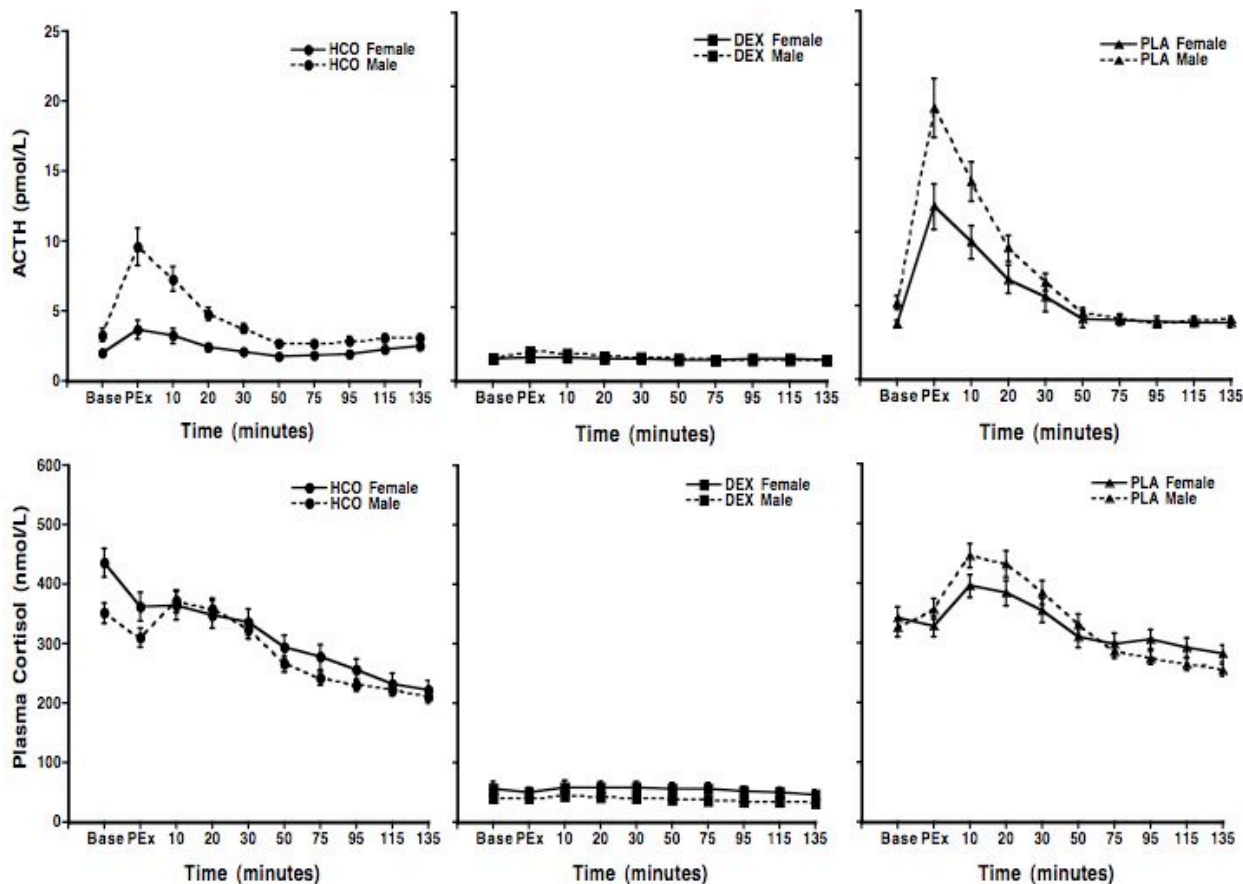 25
20
15
10
5
0
ACTH (pmol/L)
HCO Female
HCO Male
Base PEx 10 20 30 50 75 95 115 135
Time (minutes)
DEX Female
DEX Male
Base PEx 10 20 30 50 75 95 115 135
Time (minutes)
PLA Female
PLA Male
Base PEx 10 20 30 50 75 95 115 135
Time (minutes)
600
500
400
300
200
100
0
Plasma Cortisol (nmol/L)
HCO Female
HCO Male
Base PEx 10 20 30 50 75 95 115 135
Time (minutes)
DEX Female
DEX Male
Base PEx 10 20 30 50 75 95 115 135
Time (minutes)
PLA Female
PLA Male
Base PEx 10 20 30 50 75 95 115 135
Time (minutes)